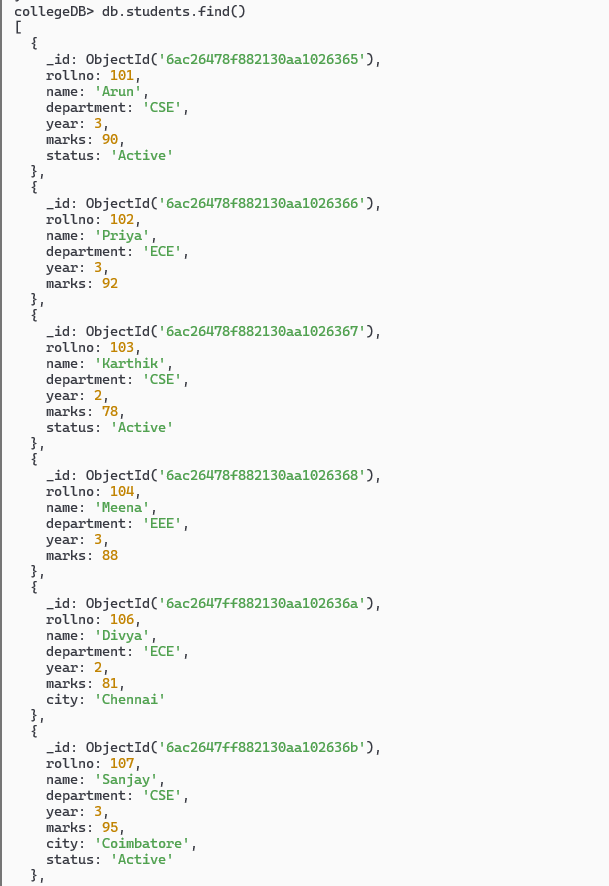 collegeDB> db.students.find()
[
  {
    _id: ObjectId('6ac26478f882130aa1026365'),
    rollno: 101,
    name: 'Arun',
    department: 'CSE',
    year: 3,
    marks: 90,
    status: 'Active'
  },
  {
    _id: ObjectId('6ac26478f882130aa1026366'),
    rollno: 102,
    name: 'Priya',
    department: 'ECE',
    year: 3,
    marks: 92
  },
  {
    _id: ObjectId('6ac26478f882130aa1026367'),
    rollno: 103,
    name: 'Karthik',
    department: 'CSE',
    year: 2,
    marks: 78,
    status: 'Active'
  },
  {
    _id: ObjectId('6ac26478f882130aa1026368'),
    rollno: 104,
    name: 'Meena',
    department: 'EEE',
    year: 3,
    marks: 88
  },
  {
    _id: ObjectId('6ac2647ff882130aa102636a'),
    rollno: 106,
    name: 'Divya',
    department: 'ECE',
    year: 2,
    marks: 81,
    city: 'Chennai'
  },
  {
    _id: ObjectId('6ac2647ff882130aa102636b'),
    rollno: 107,
    name: 'Sanjay',
    department: 'CSE',
    year: 3,
    marks: 95,
    city: 'Coimbatore',
    status: 'Active'
  },